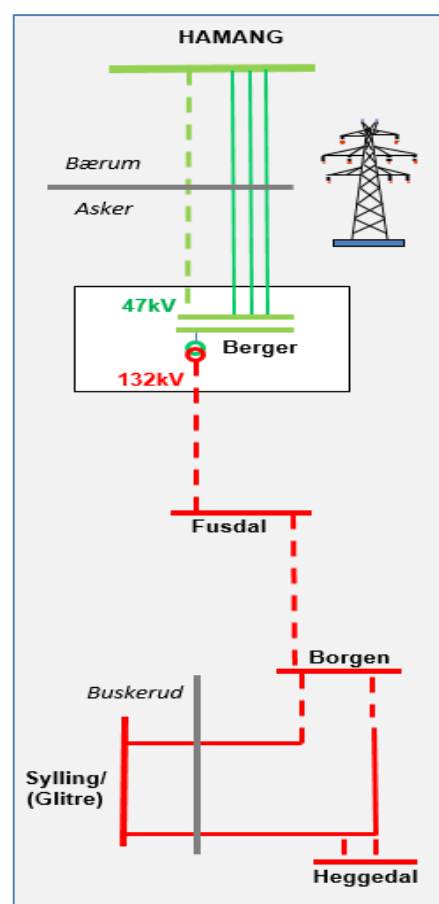 HAMANG
Bærum
Asker
47kV
Berger
132kV
Fusdal
Borgen
Buskerud
Sylling/
(Glitre)
Heggedal